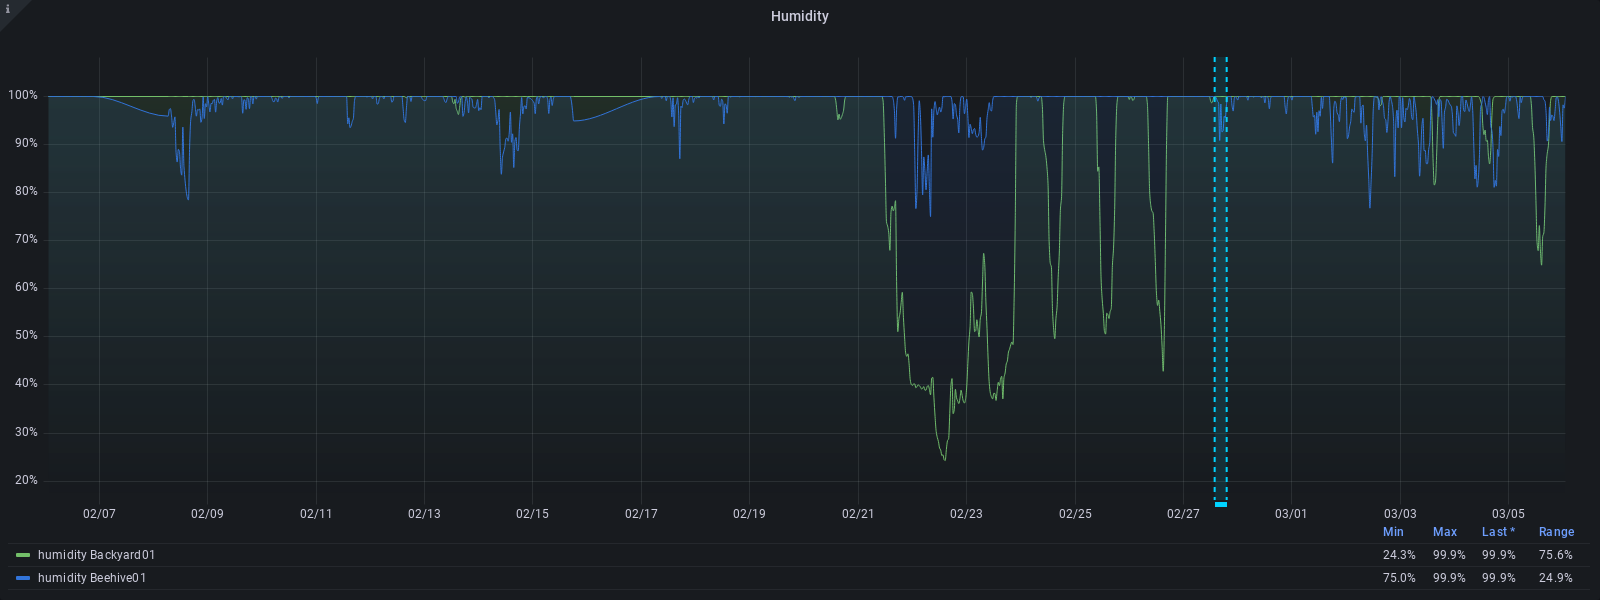 i
Humidity
100%
90%
80%
70%
60%
50%
40%
30%
20%
02/07 02/09 02/11 02/13 02/15 02/17 02/19 02/21 02/23 02/25 02/27 03/01 03/03 03/05
Min Max Last * Range
humidity Backyard01 24.3% 99.9% 99.9% 75.6%
humidity Beehive01 75.0% 99.9% 99.9% 24.9%